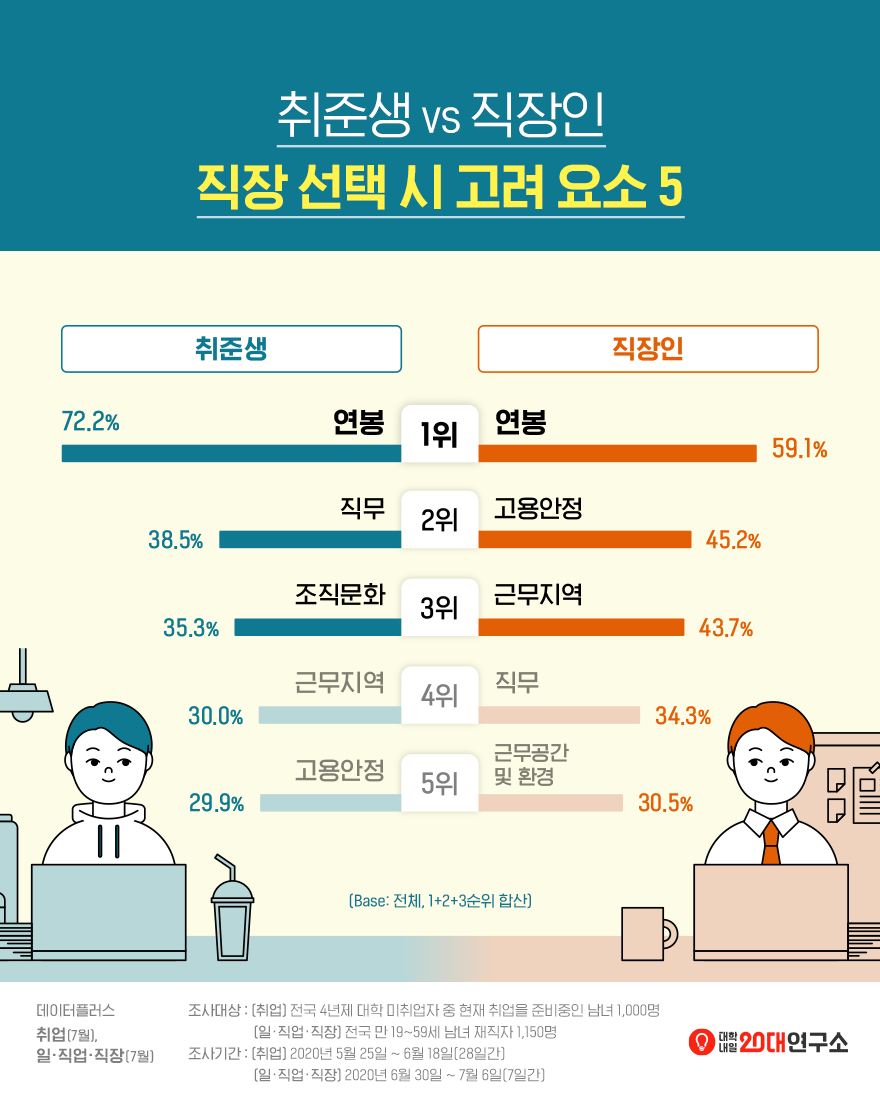 취준생 vs 직장인
직장 선택 시 고려 요소 5
취준생 직장인
72.2% 연봉 1위 연봉 59.1%
38.5% 직무 2위 고용안정 45.2%
35.3% 조직문화 3위 근무지역 43.7%
30.0% 근무지역 4위 직무 34.3%
29.9% 고용안정 5위 근무공간
및 환경 30.5%
(Base: 전체, 1+2+3순위 합산)
데이터플러스
취업(7월),
일·직업·직장(7월)
조사대상 : (취업) 전국 4년제 대학 미취업자 중 현재 취업을 준비중인 남녀 1,000명
(일·직업·직장) 전국 만 19~59세 남녀 재직자 1,150명
조사기간 : (취업) 2020년 5월 25일 ~ 6월 18일(28일간)
(일·직업·직장) 2020년 6월 30일 ~ 7월 6일(7일간)
대학
내일 20대연구소